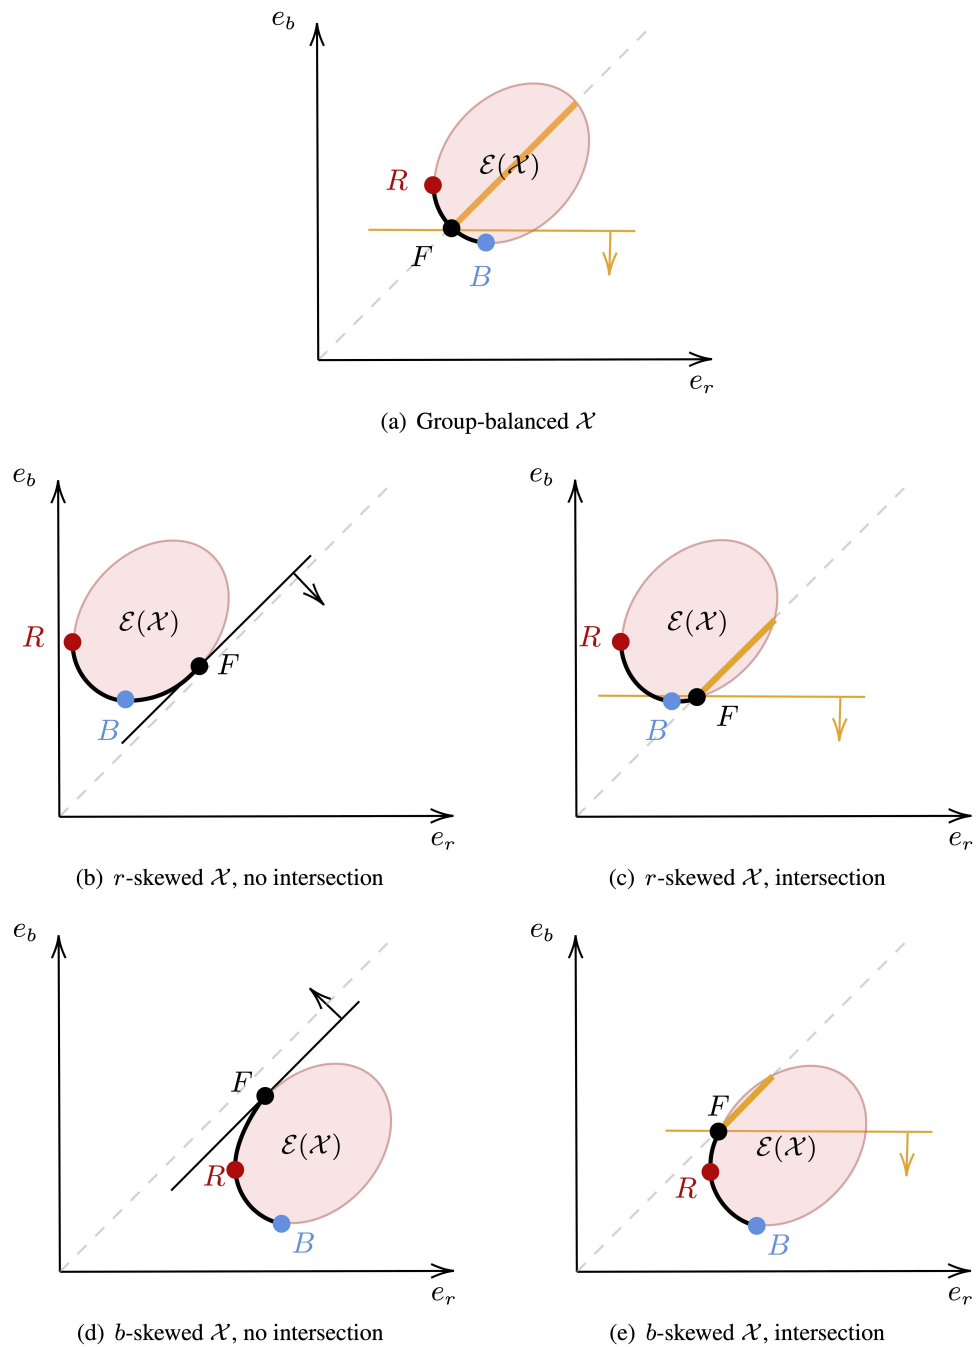 e_b
ℰ(𝒳)
R
F
B
e_r
(a) Group-balanced 𝒳
e_b
ℰ(𝒳)
R
F
B
e_r
(b) r-skewed 𝒳, no intersection
e_b
ℰ(𝒳)
R
B
F
e_r
(c) r-skewed 𝒳, intersection
e_b
F
ℰ(𝒳)
R
B
e_r
(d) b-skewed 𝒳, no intersection
e_b
F
ℰ(𝒳)
R
B
e_r
(e) b-skewed 𝒳, intersection